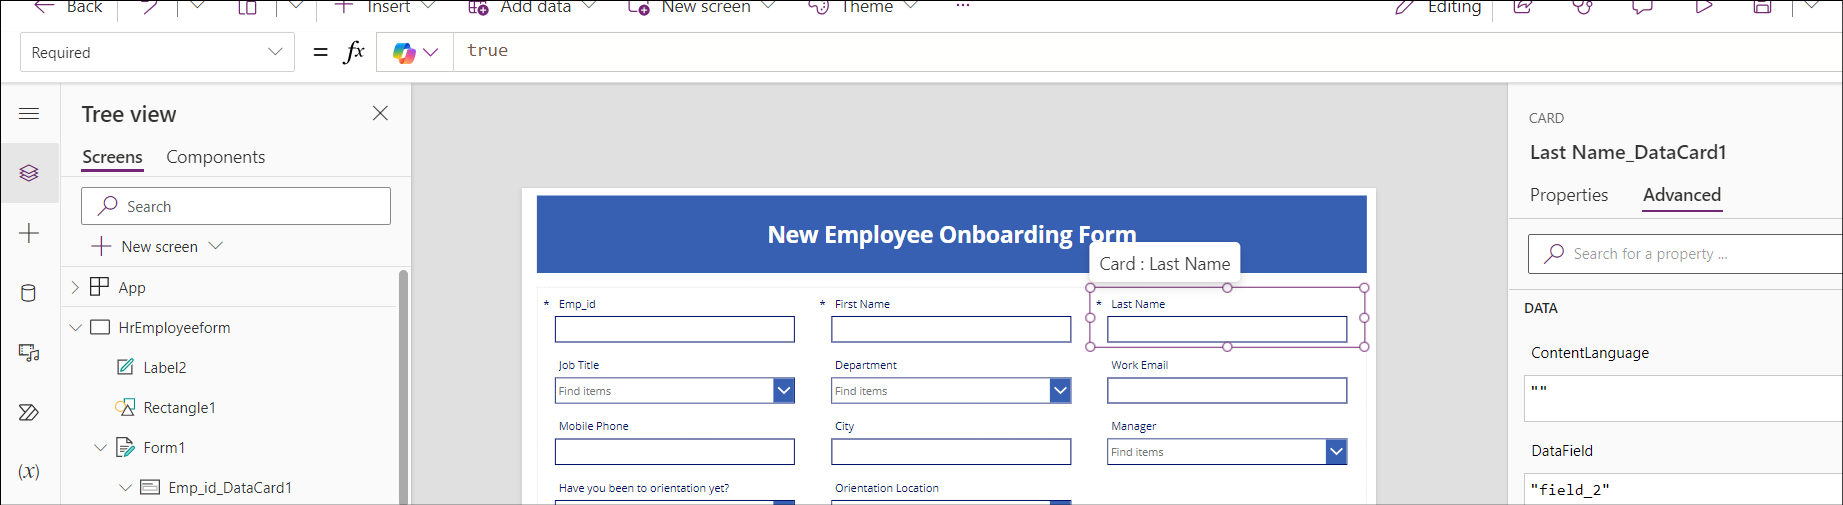 Back Insert Add data New screen Theme ... Editing
Required = fx true
Tree view
Screens Components
Search
New screen
App
HrEmployeeform
Label2
Rectangle1
Form1
Emp_id_DataCard1
(x)
New Employee Onboarding Form
Card : Last Name
* Emp_id * First Name * Last Name
Job Title Department Work Email
Find items Find items
Mobile Phone City Manager
Find items
Have you been to orientation yet? Orientation Location
CARD
Last Name_DataCard1
Properties Advanced
Search for a property ...
DATA
ContentLanguage
""
DataField
"field_2"